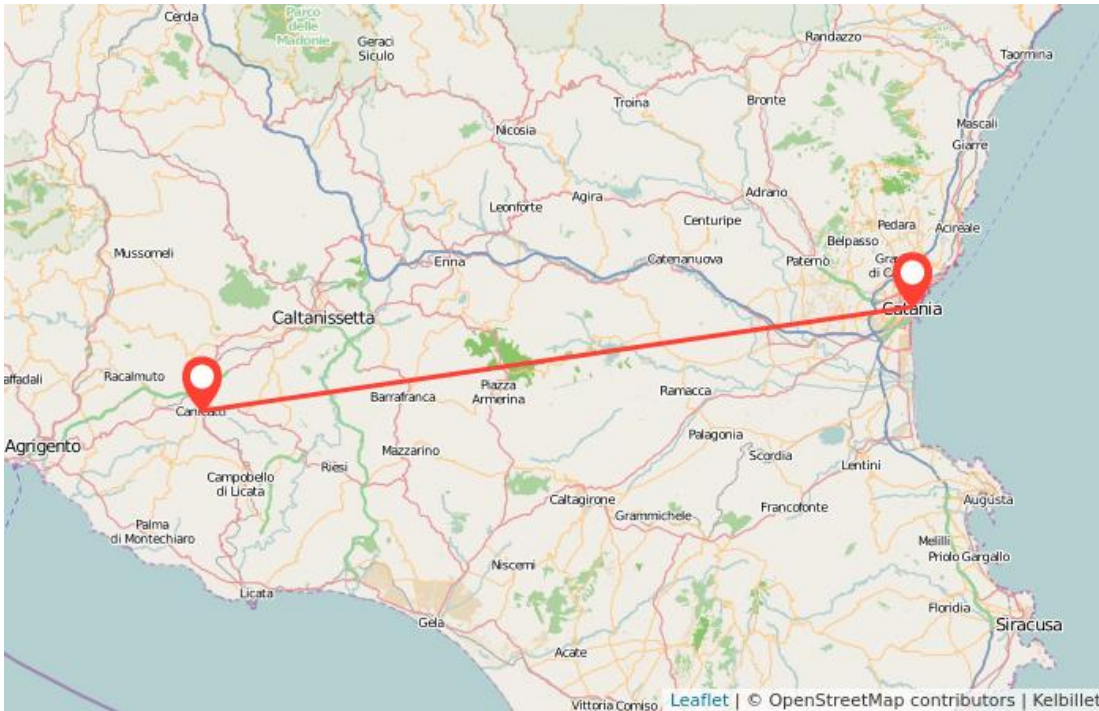 Cerda
Parco
delle
Madonie
Geraci
Siculo
Randazzo
Taormina
Troina
Bronte
Nicosia
Mascali
Giarre
Agira
Adrano
Leonforte
Centuripe
Pedara
Acireale
Mussomeli
Belpasso
Enna
Catenanuova
Paternò
di
Catania
Caltanissetta
Racalmuto
Piazza
Armerina
Barrafranca
Ramacca
Canicattì
Agrigento
Mazzarino
Palagonia
Riesi
Scordia
Lentini
Campobello
di Licata
Caltagirone
Augusta
Grammichele
Francofonte
Palma
di Montechiaro
Melilli
Priolo Gargallo
Niscemi
Licata
Floridia
Gela
Siracusa
Acate
Vittoria Comiso
Leaflet | © OpenStreetMap contributors | Kelbillet